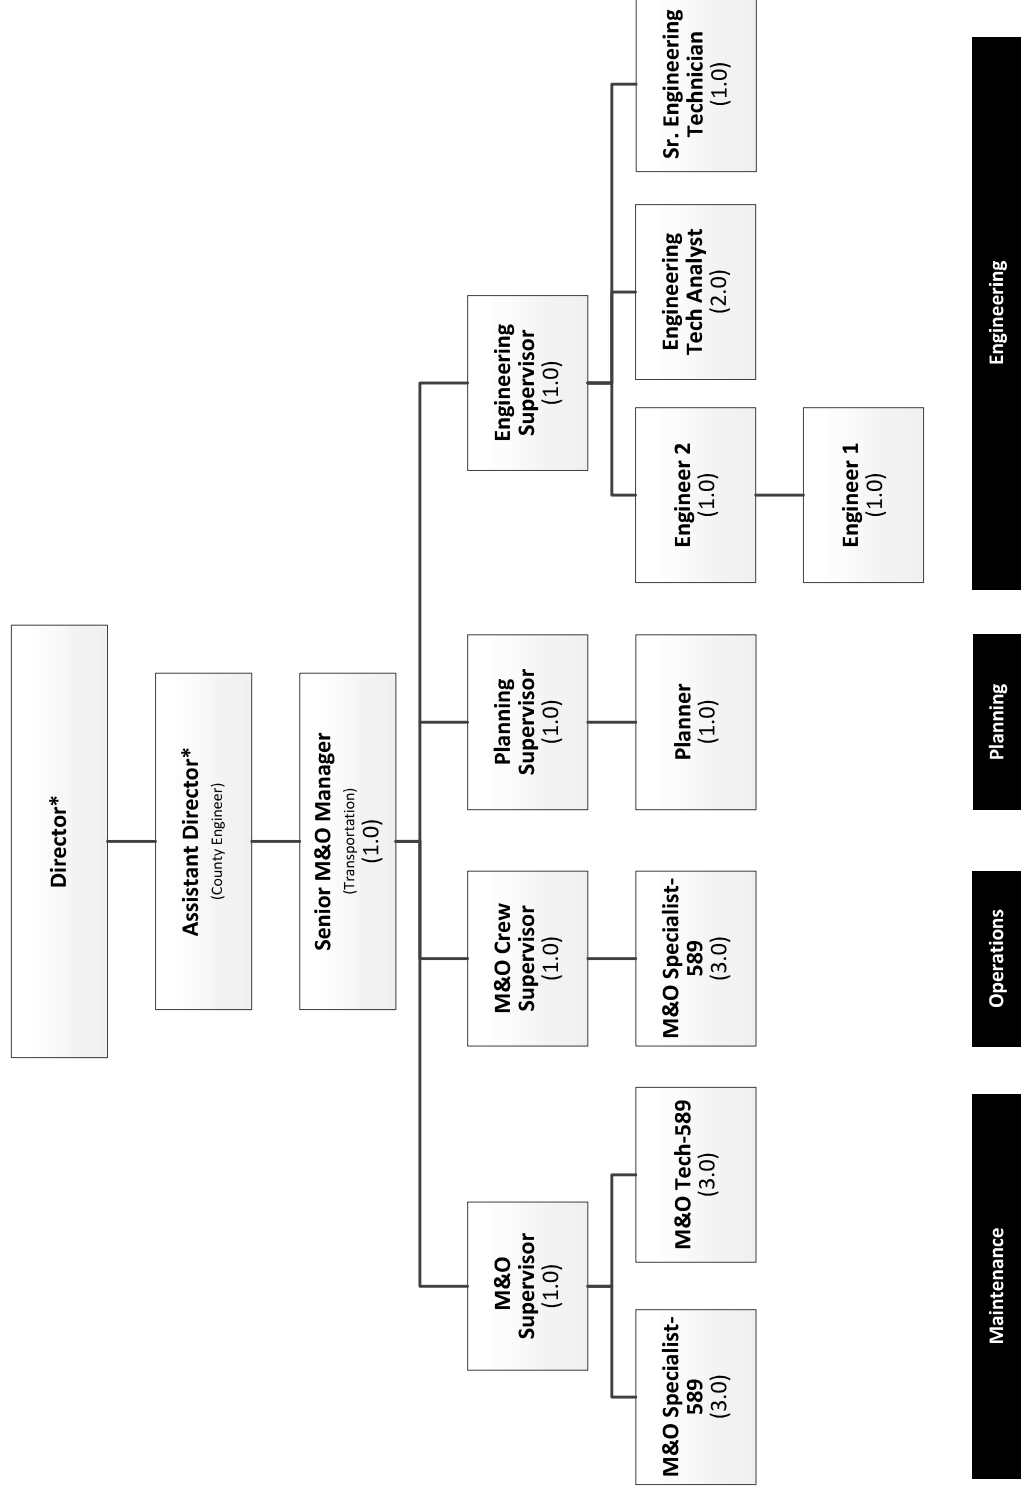 Director*
Assistant Director*
(County Engineer)
Senior M&O Manager
(Transportation)
(1.0)
M&O
Supervisor
(1.0)
M&O Crew
Supervisor
(1.0)
Planning
Supervisor
(1.0)
Engineering
Supervisor
(1.0)
M&O Specialist-
589
(3.0)
M&O Tech-589
(3.0)
M&O Specialist-
589
(3.0)
Planner
(1.0)
Engineer 2
(1.0)
Engineering
Tech Analyst
(2.0)
Sr. Engineering
Technician
(1.0)
Engineer 1
(1.0)
Maintenance
Operations
Planning
Engineering